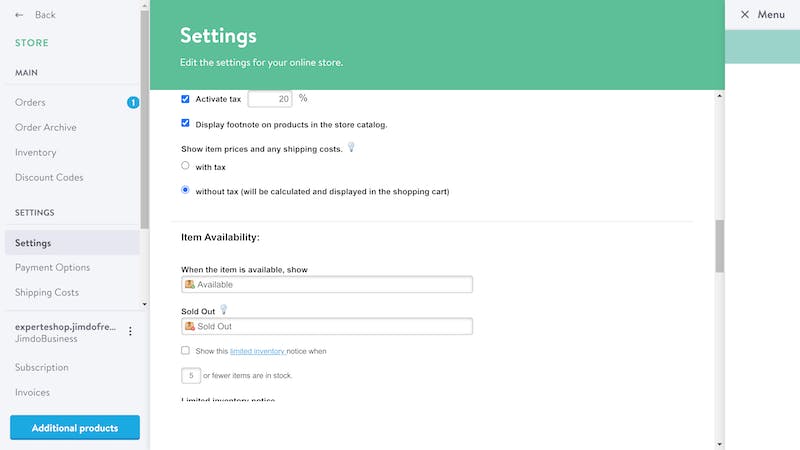 ← Back
STORE
MAIN
Orders 1
Order Archive
Inventory
Discount Codes
SETTINGS
Settings
Payment Options
Shipping Costs
experteshop.jimdofre...
JimdoBusiness
Subscription
Invoices
Additional products
Settings
Edit the settings for your online store.
Activate tax 20 %
Display footnote on products in the store catalog.
Show item prices and any shipping costs.
with tax
without tax (will be calculated and displayed in the shopping cart)
Item Availability:
When the item is available, show
Available
Sold Out
Sold Out
Show this limited inventory notice when
5 or fewer items are in stock.
Limited inventory notice
Menu